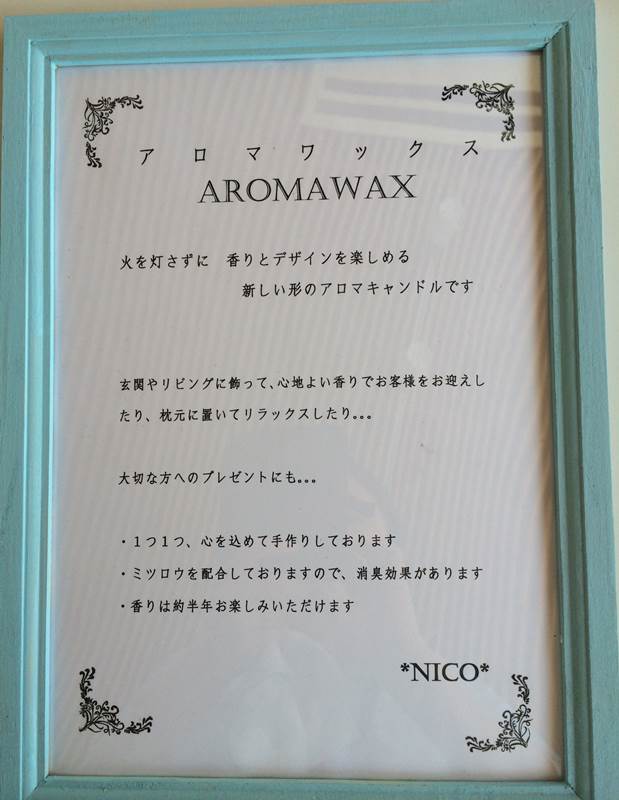 アロマワックス
AROMAWAX
火を灯さずに　香りとデザインを楽しめる
新しい形のアロマキャンドルです
玄関やリビングに飾って、心地よい香りでお客様をお迎えし
たり、枕元に置いてリラックスしたり。。。
大切な方へのプレゼントにも。。。
・１つ１つ、心を込めて手作りしております
・ミツロウを配合しておりますので、消臭効果があります
・香りは約半年お楽しみいただけます
*NICO*